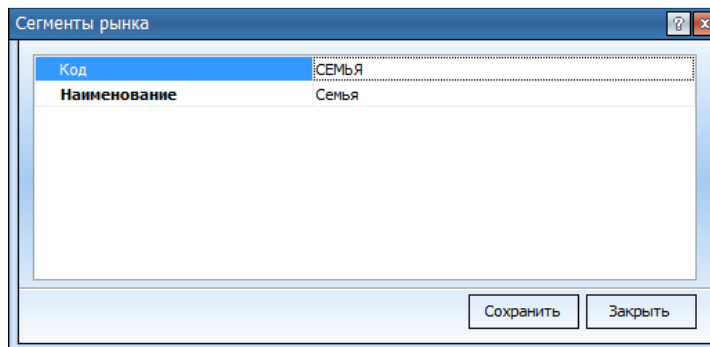 Сегменты рынка ? x
Код СЕМЬЯ
Наименование Семья
Сохранить Закрыть